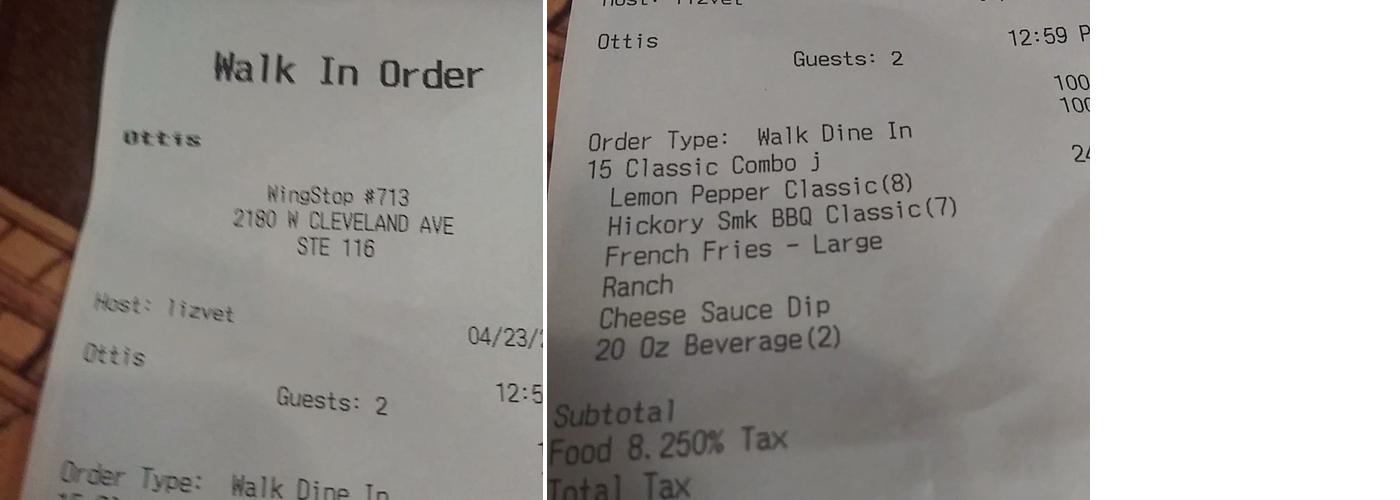 Walk In Order
Ottis
WingStop #713
2180 W CLEVELAND AVE
STE 116
Host: lizvet
04/23/
Ottis
12:5
Guests: 2
Order Type: Walk Dine In
Host: lizvet
Ottis
12:59 P
Guests: 2
100
100
Order Type: Walk Dine In
15 Classic Combo j
24
Lemon Pepper Classic(8)
Hickory Smk BBQ Classic(7)
French Fries - Large
Ranch
Cheese Sauce Dip
20 Oz Beverage(2)
Subtotal
Food 8.250% Tax
Total Tax